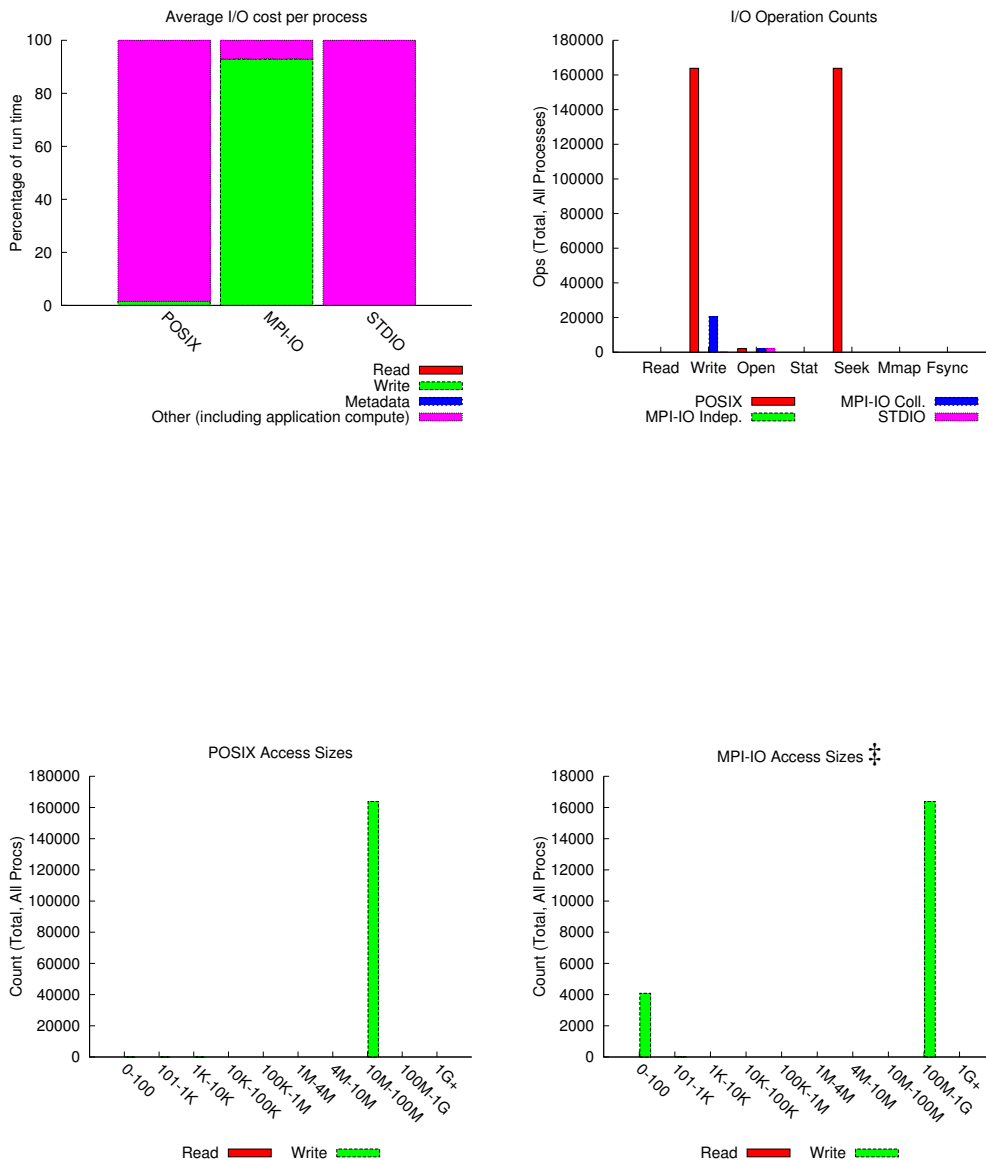 Average I/O cost per process
100
80
60
40
20
0
Percentage of run time
POSIX
MPI-IO
STDIO
Read
Write
Metadata
Other (including application compute)
I/O Operation Counts
180000
160000
140000
120000
100000
80000
60000
40000
20000
0
Ops (Total, All Processes)
Read Write Open Stat Seek Mmap Fsync
POSIX MPI-IO Coll.
MPI-IO Indep. STDIO
POSIX Access Sizes
180000
160000
140000
120000
100000
80000
60000
40000
20000
0
Count (Total, All Procs)
0-100
101-1K
1K-10K
10K-100K
100K-1M
1M-4M
4M-10M
10M-100M
100M-1G
1G+
Read Write
MPI-IO Access Sizes ‡
18000
16000
14000
12000
10000
8000
6000
4000
2000
0
Count (Total, All Procs)
0-100
101-1K
1K-10K
10K-100K
100K-1M
1M-4M
4M-10M
10M-100M
100M-1G
1G+
Read Write